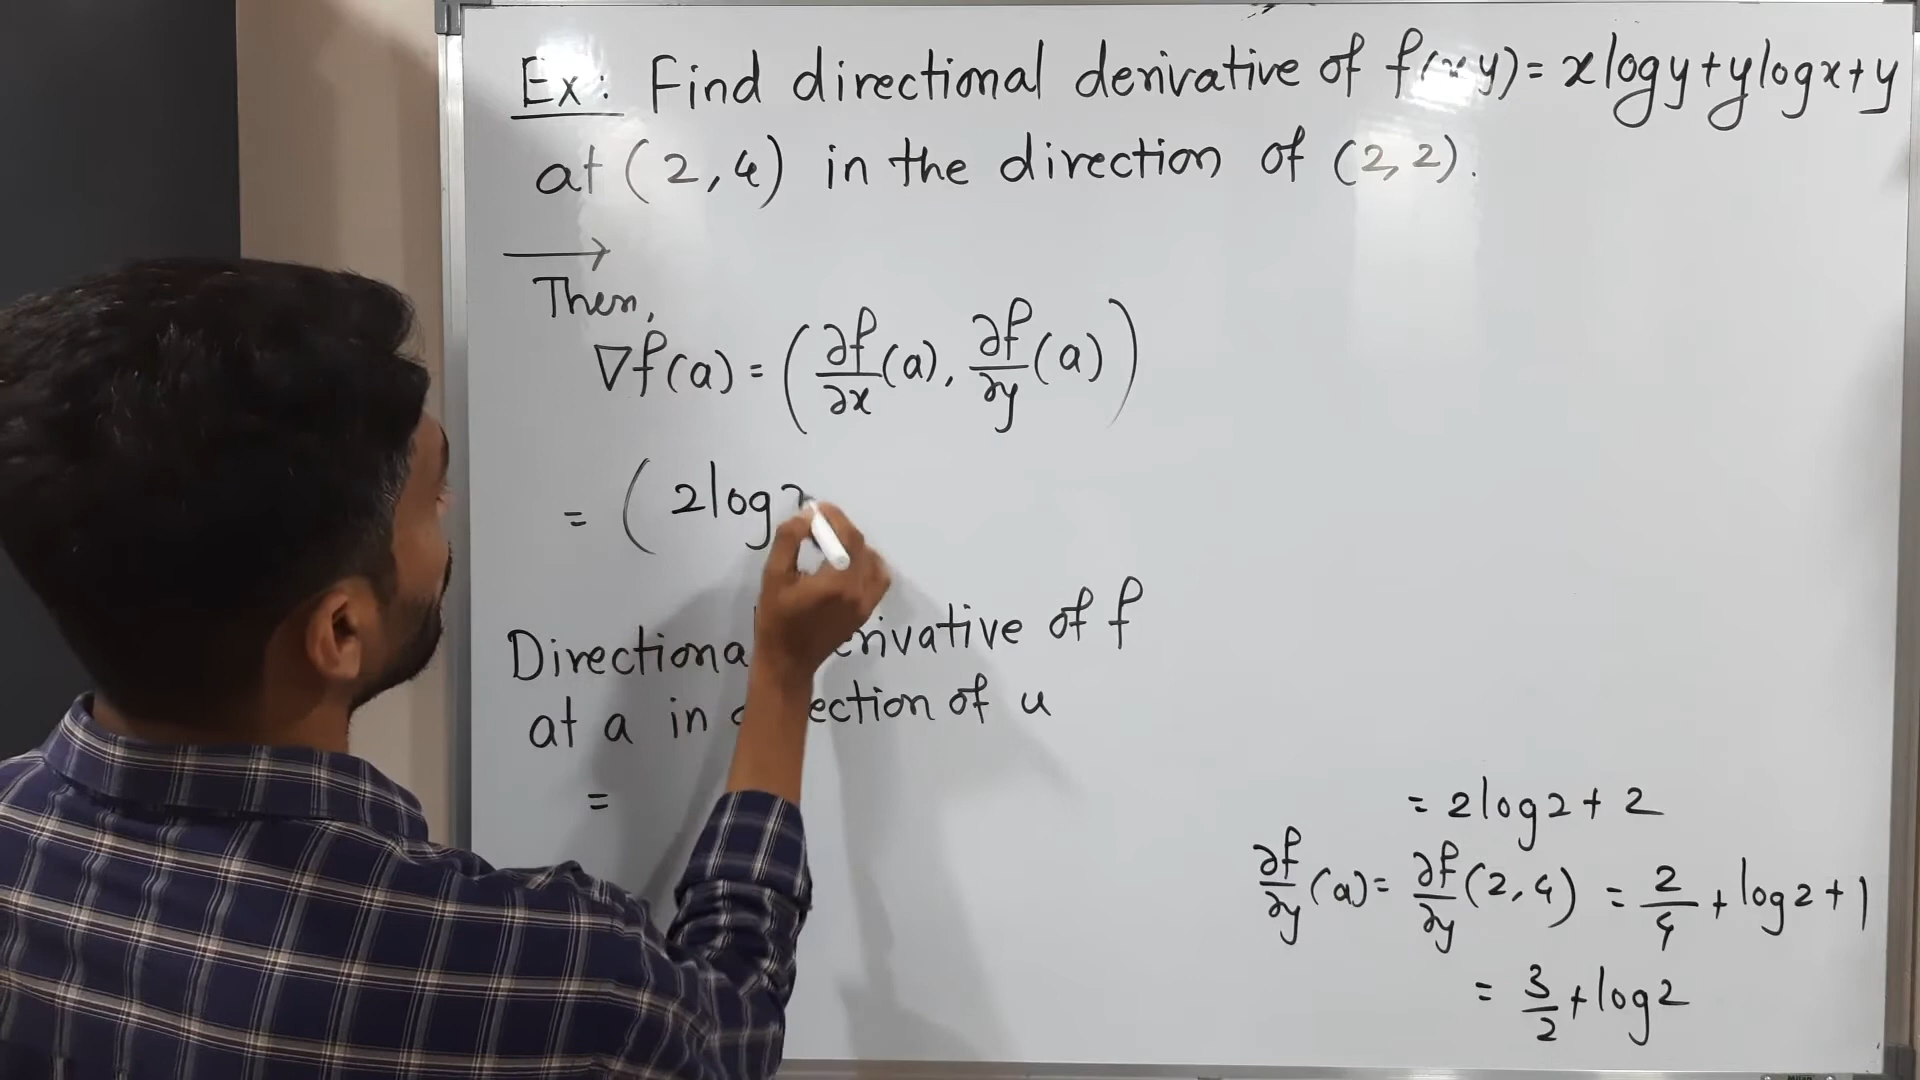 Ex: Find directional derivative of f(x,y)= xlogy+ylogx+y
at (2,4) in the direction of (2,2).
Then,
∇f(a)= (∂f/∂x(a), ∂f/∂y(a))
= ( 2log2
Directional derivative of f
at a in direction of u
=
= 2log2+2
∂f/∂y(a)= ∂f/∂y(2,4) = 2/4 + log2+1
= 3/2 + log2